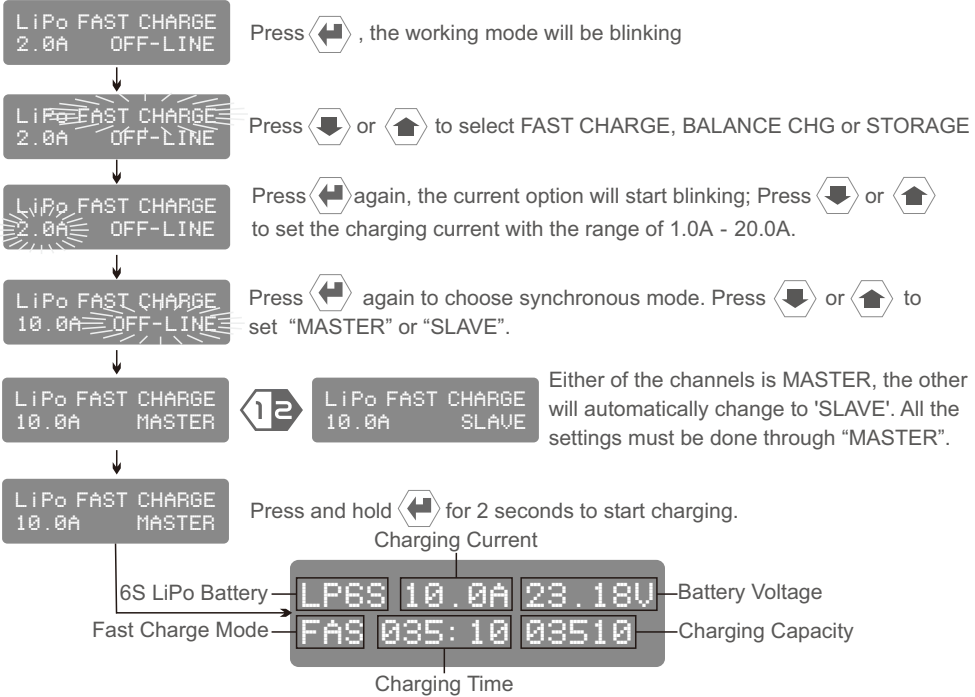 LiPo FAST CHARGE
2.0A OFF-LINE
Press , the working mode will be blinking
LiPo FAST CHARGE
2.0A OFF-LINE
Press or to select FAST CHARGE, BALANCE CHG or STORAGE
LiPo FAST CHARGE
2.0A OFF-LINE
Press again, the current option will start blinking; Press or
to set the charging current with the range of 1.0A - 20.0A.
LiPo FAST CHARGE
10.0A OFF-LINE
Press again to choose synchronous mode. Press or to
set “MASTER” or “SLAVE”.
LiPo FAST CHARGE
10.0A MASTER
1 2
LiPo FAST CHARGE
10.0A SLAVE
Either of the channels is MASTER, the other
will automatically change to 'SLAVE'. All the
settings must be done through “MASTER”.
LiPo FAST CHARGE
10.0A MASTER
Press and hold for 2 seconds to start charging.
Charging Current
6S LiPo Battery
LP6S 10.0A 23.18V
Battery Voltage
Fast Charge Mode
FAS 035:10 03510
Charging Capacity
Charging Time